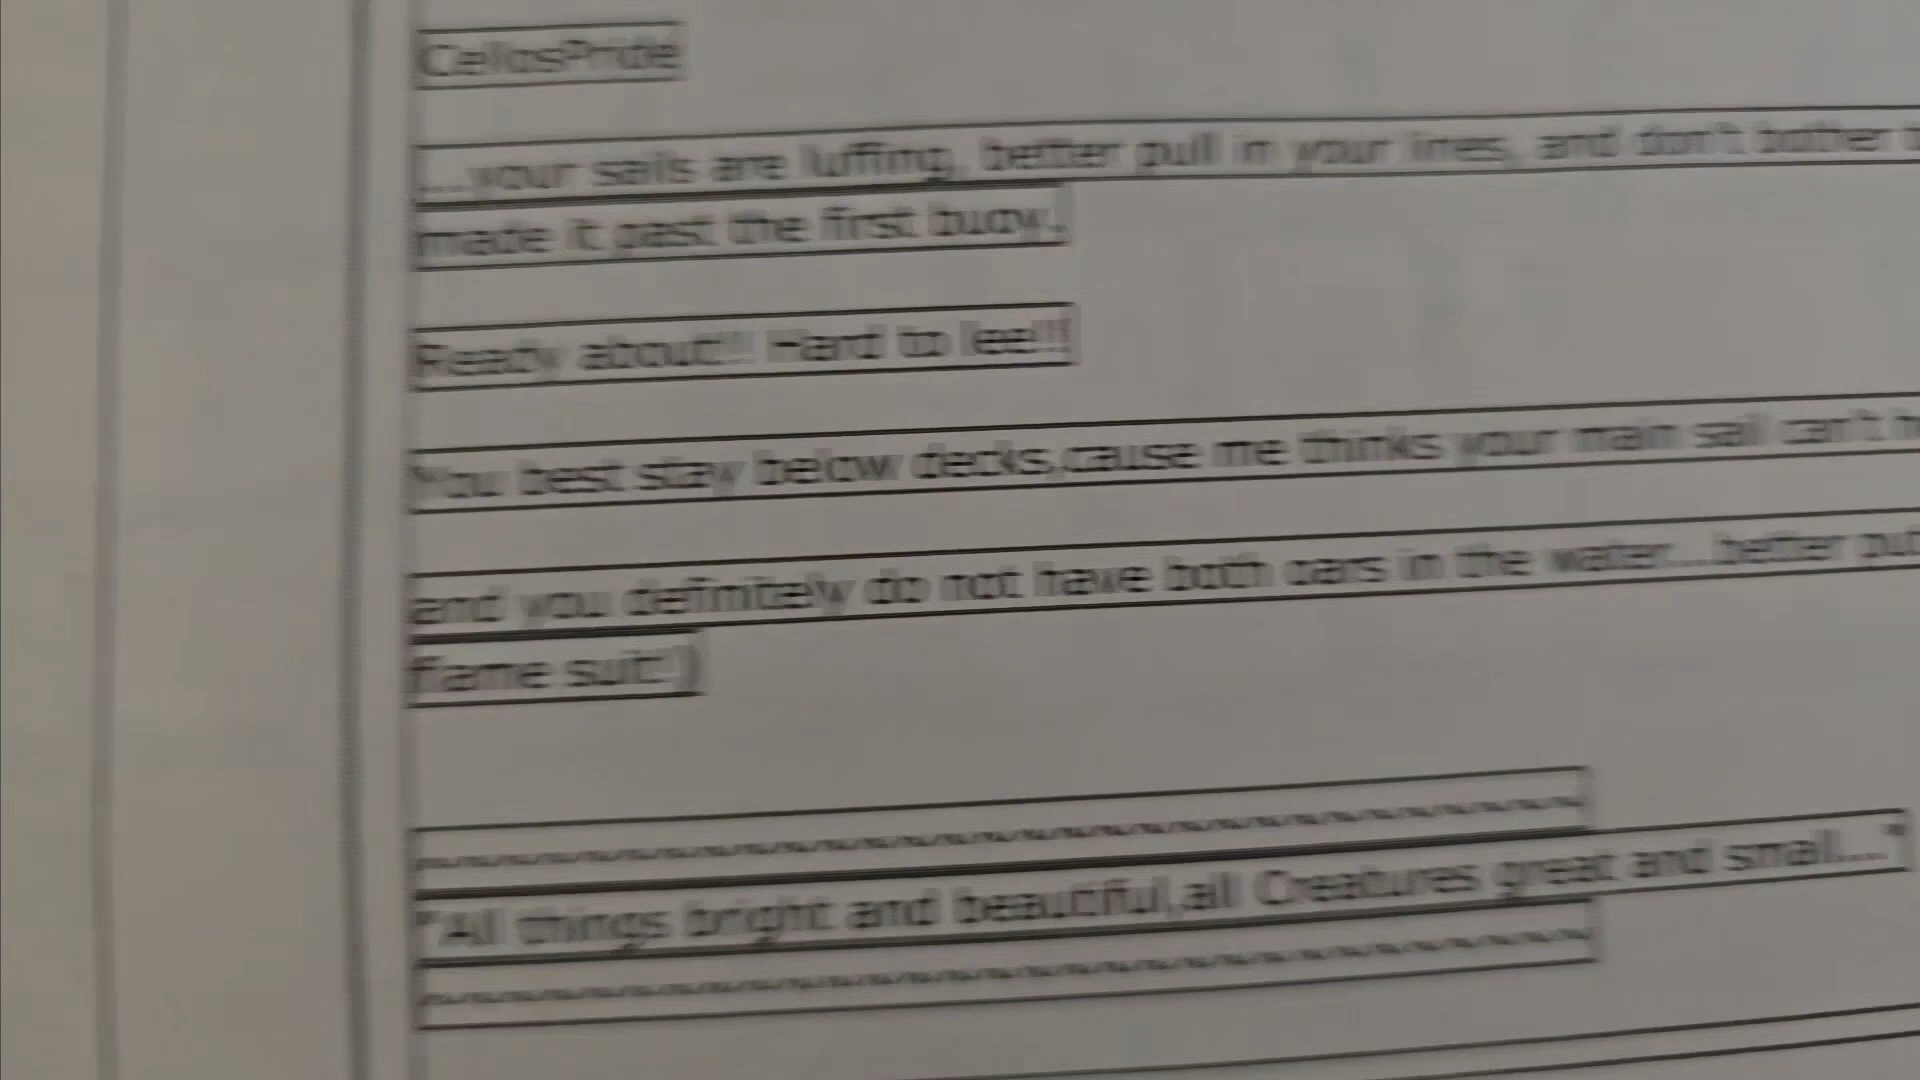 CellosPride
...your sails are luffing, better pull in your lines, and don't bother
made it past the first buoy.
Ready about!! Hard to lee!!!
You best stay below decks,cause me thinks your main sail can't
and you definitely do not have both oars in the water...better put
flame suit:)
~~~~~~~~~~~~~~~~~~~~~~~~~~~~
"All things bright and beautiful,all Creatures great and small...."
~~~~~~~~~~~~~~~~~~~~~~~~~~~~